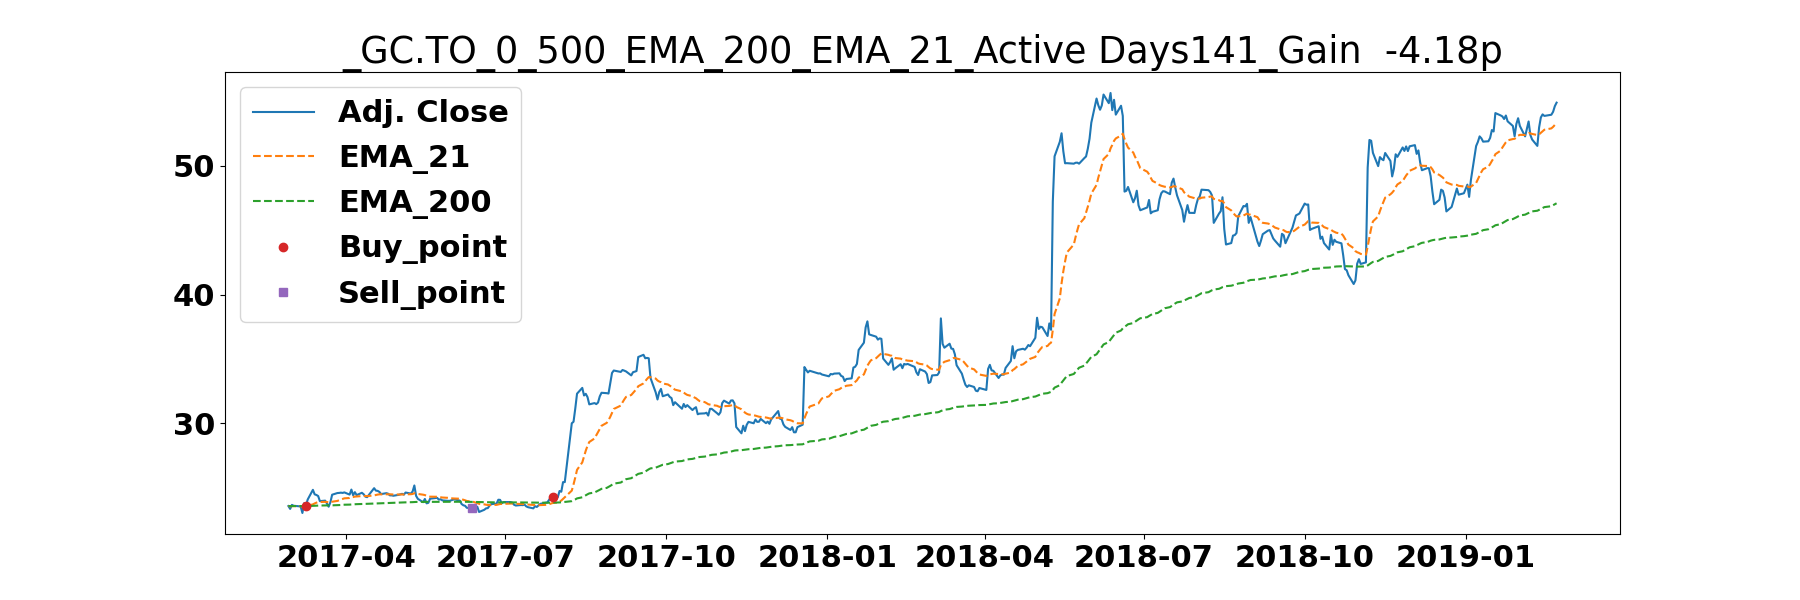 _GC.TO_0_500_EMA_200_EMA_21_Active Days141_Gain  -4.18p
Adj. Close
EMA_21
EMA_200
Buy_point
Sell_point
50
40
30
2017-04 2017-07 2017-10 2018-01 2018-04 2018-07 2018-10 2019-01